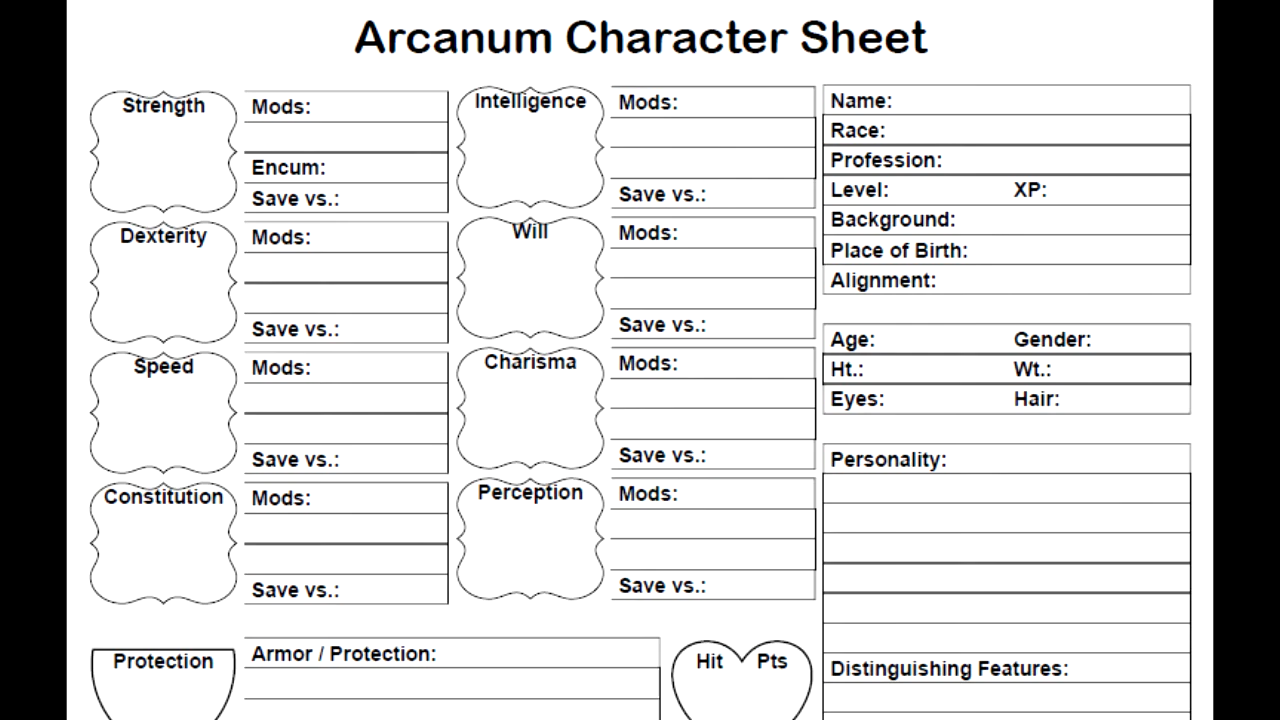 Arcanum Character Sheet
Strength
Mods:
Encum:
Save vs.:
Dexterity
Mods:
Save vs.:
Speed
Mods:
Save vs.:
Constitution
Mods:
Save vs.:
Intelligence
Mods:
Save vs.:
Will
Mods:
Save vs.:
Charisma
Mods:
Save vs.:
Perception
Mods:
Save vs.:
Name:
Race:
Profession:
Level: XP:
Background:
Place of Birth:
Alignment:
Age: Gender:
Ht.: Wt.:
Eyes: Hair:
Personality:
Distinguishing Features:
Protection
Armor / Protection:
Hit Pts